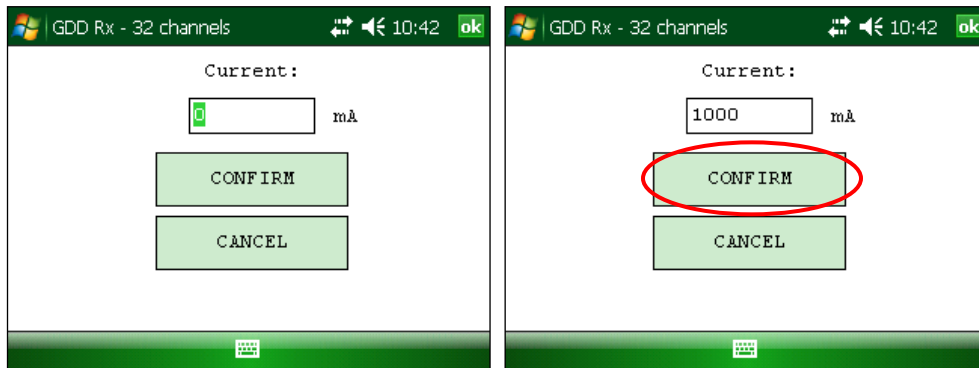 GDD Rx - 32 channels 10:42 ok
Current:
0 mA
CONFIRM
CANCEL
GDD Rx - 32 channels 10:42 ok
Current:
1000 mA
CONFIRM
CANCEL